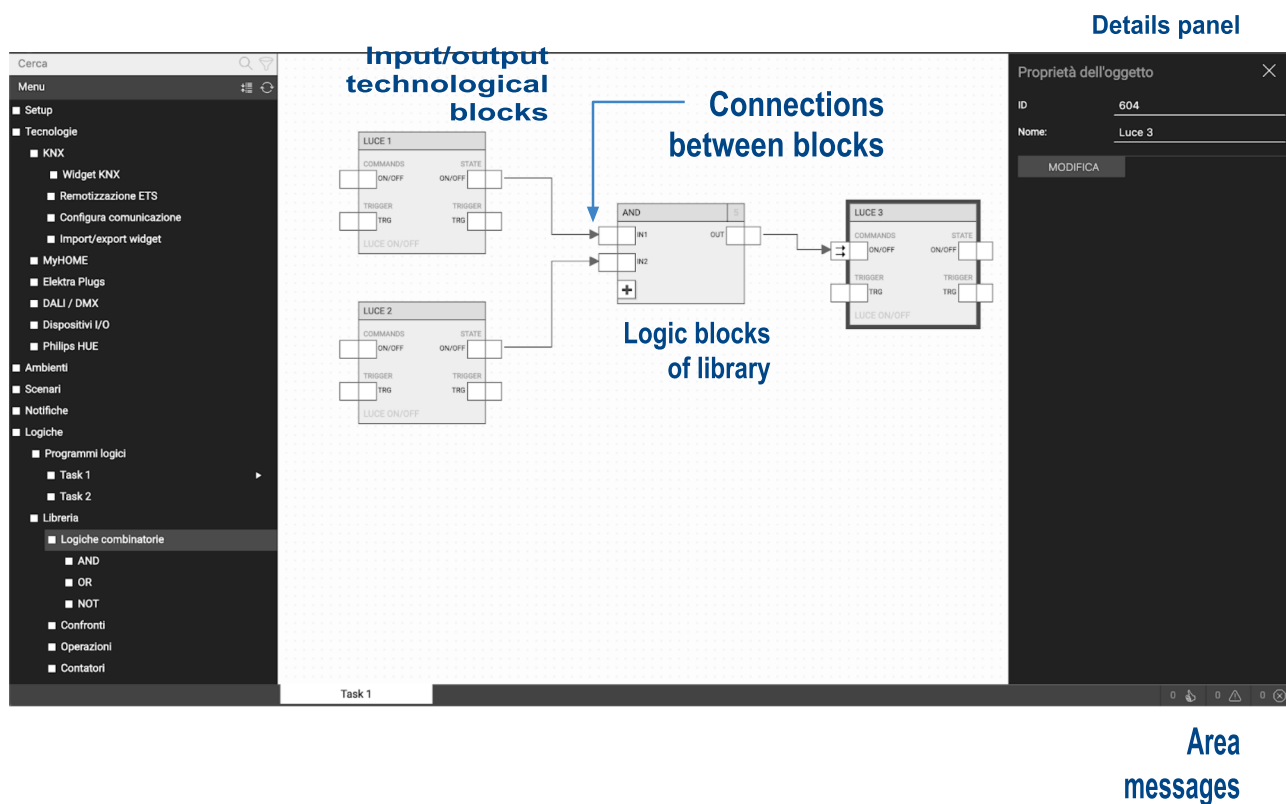 Details panel
Cerca
Menu
Setup
Tecnologie
KNX
Widget KNX
Remotizzazione ETS
Configura comunicazione
Import/export widget
MyHOME
Elektra Plugs
DALI / DMX
Dispositivi I/O
Philips HUE
Ambienti
Scenari
Notifiche
Logiche
Programmi logici
Task 1
Task 2
Libreria
Logiche combinatorie
AND
OR
NOT
Confronti
Operazioni
Contatori
Input/output
technological
blocks
Connections
between blocks
LUCE 1
COMMANDS STATE
ON/OFF ON/OFF
TRIGGER TRIGGER
TRG TRG
LUCE ON/OFF
LUCE 2
COMMANDS STATE
ON/OFF ON/OFF
TRIGGER TRIGGER
TRG TRG
LUCE ON/OFF
AND 5
IN1 OUT
IN2
Logic blocks
of library
LUCE 3
COMMANDS STATE
ON/OFF ON/OFF
TRIGGER TRIGGER
TRG TRG
LUCE ON/OFF
Proprietà dell'oggetto
ID 604
Nome: Luce 3
MODIFICA
Task 1
0 0 0
Area
messages